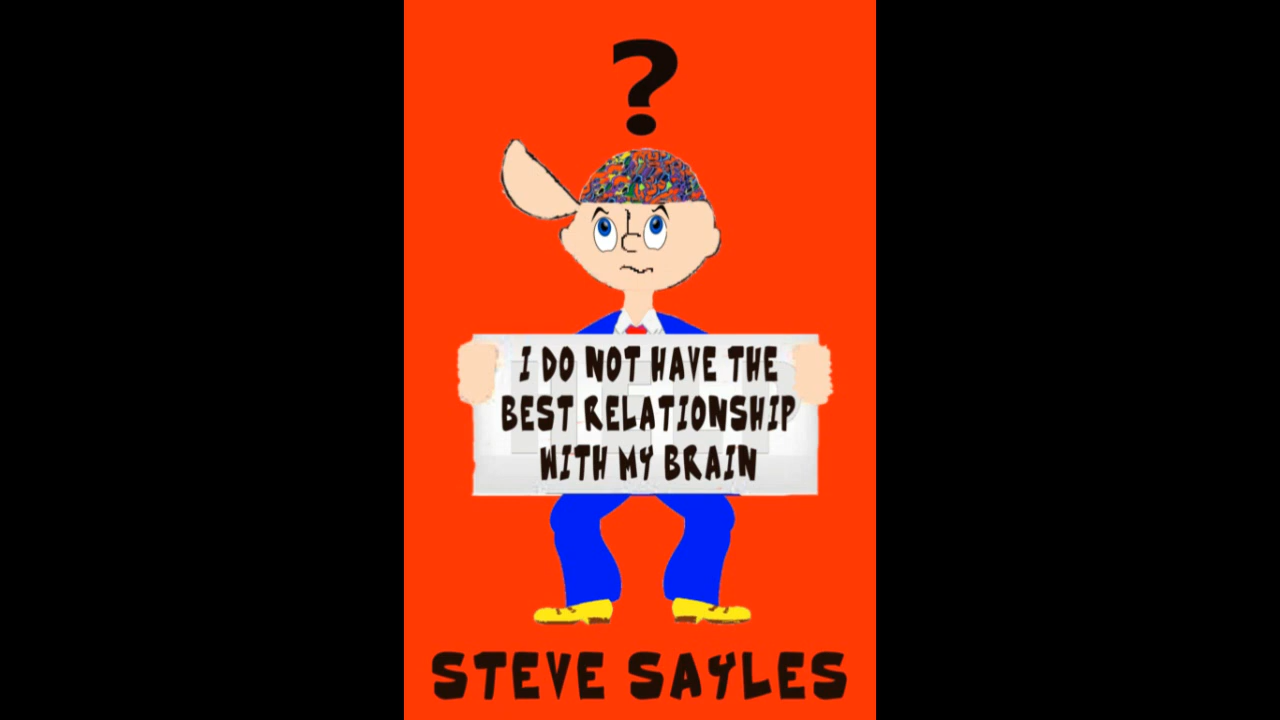 ?
I DO NOT HAVE THE
BEST RELATIONSHIP
WITH MY BRAIN
STEVE SAYLES